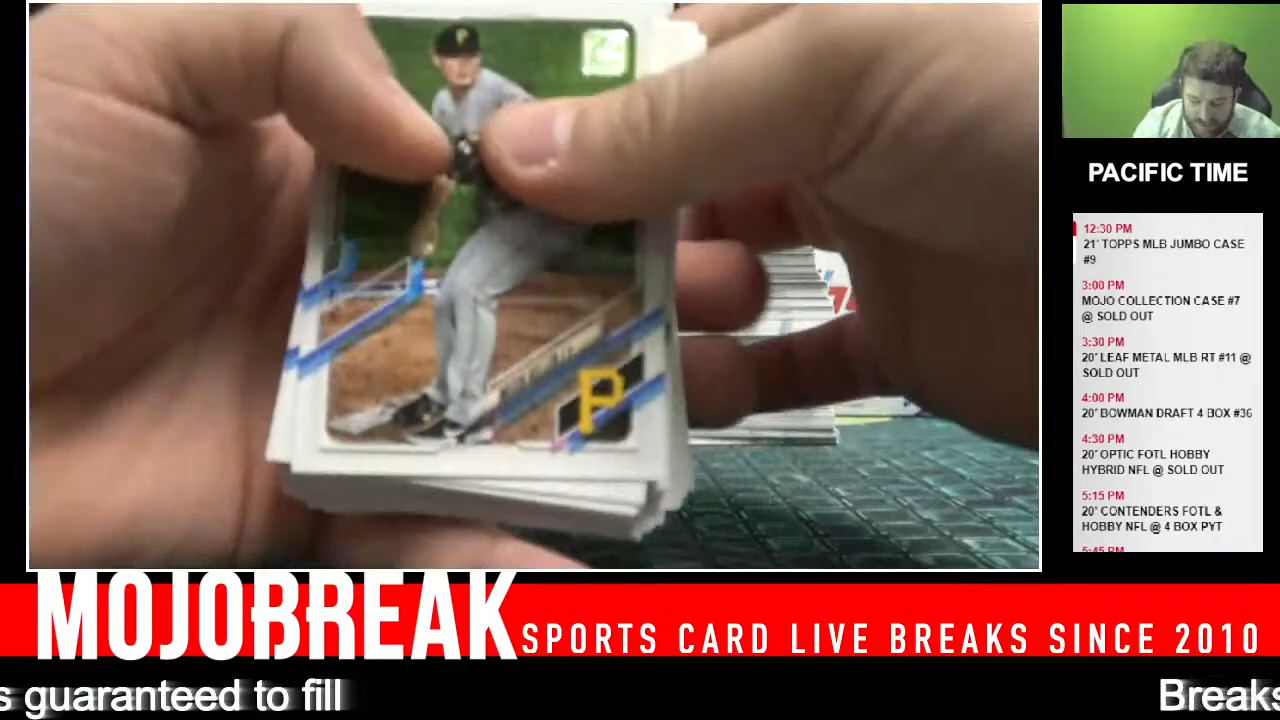 P
PACIFIC TIME
12:30 PM
21' TOPPS MLB JUMBO CASE
#9
3:00 PM
MOJO COLLECTION CASE #7
@ SOLD OUT
3:30 PM
20' LEAF METAL MLB RT #11 @
SOLD OUT
4:00 PM
20' BOWMAN DRAFT 4 BOX #36
4:30 PM
20' OPTIC FOTL HOBBY
HYBRID NFL @ SOLD OUT
5:15 PM
20' CONTENDERS FOTL &
HOBBY NFL @ 4 BOX PYT
5:45 PM
MOJOBREAK
SPORTS CARD LIVE BREAKS SINCE 2010
s guaranteed to fill
Breaks